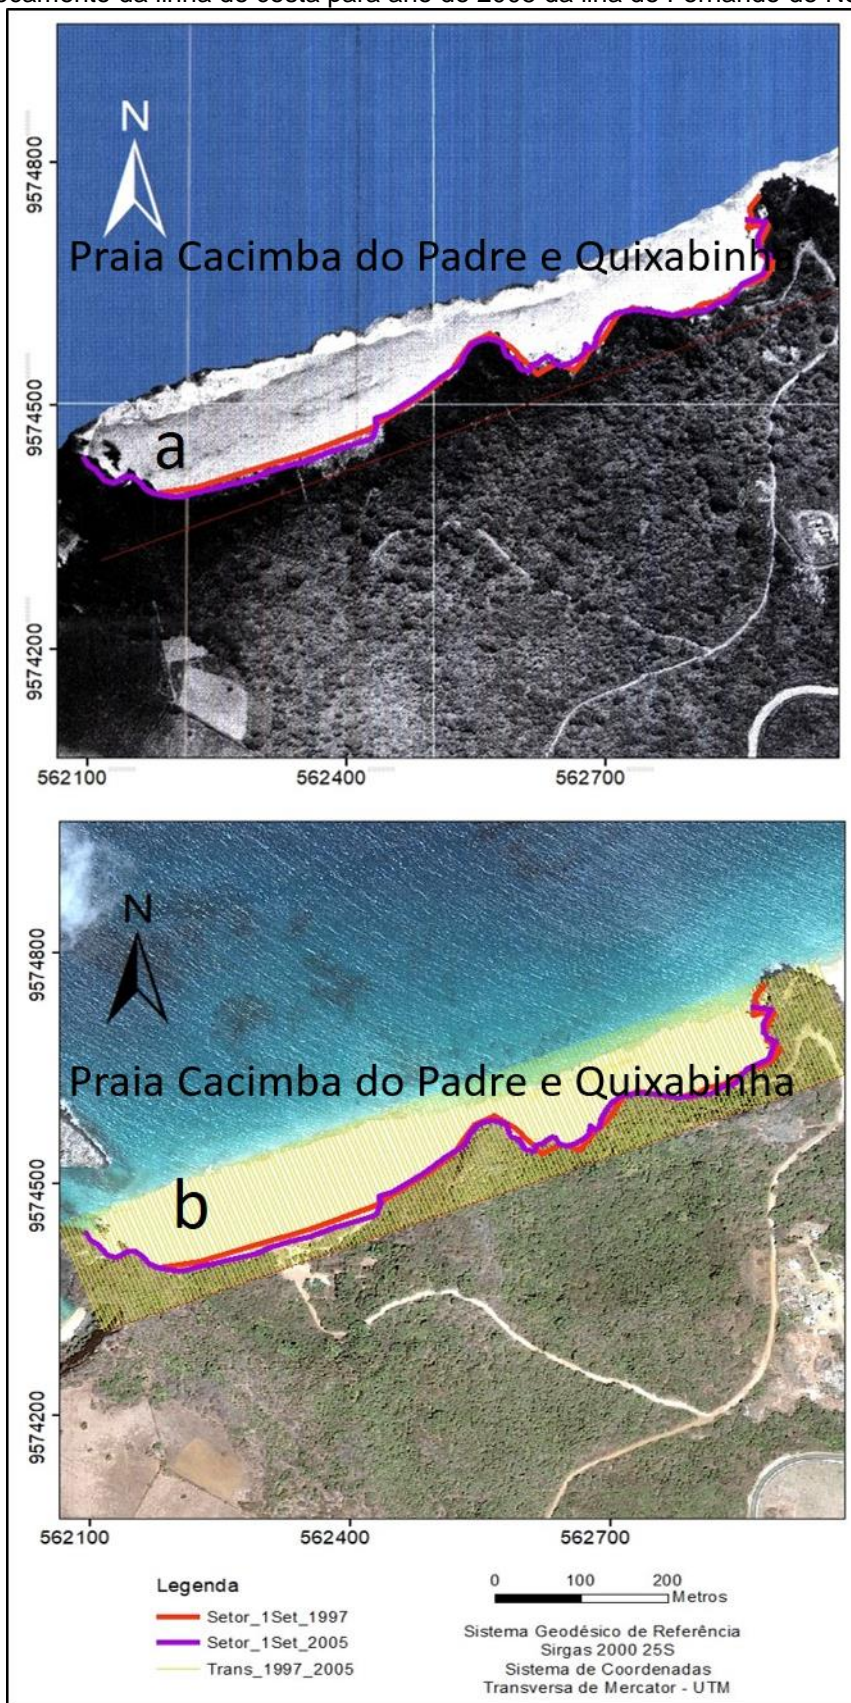 N
Praia Cacimba do Padre e Quixabinha
a
9574800
9574500
9574200
562100
562400
562700
N
Praia Cacimba do Padre e Quixabinha
b
9574800
9574500
9574200
562100
562400
562700
Legenda
Setor_1Set_1997
Setor_1Set_2005
Trans_1997_2005
0 100 200
Metros
Sistema Geodésico de Referência
Sirgas 2000 25S
Sistema de Coordenadas
Transversa de Mercator - UTM